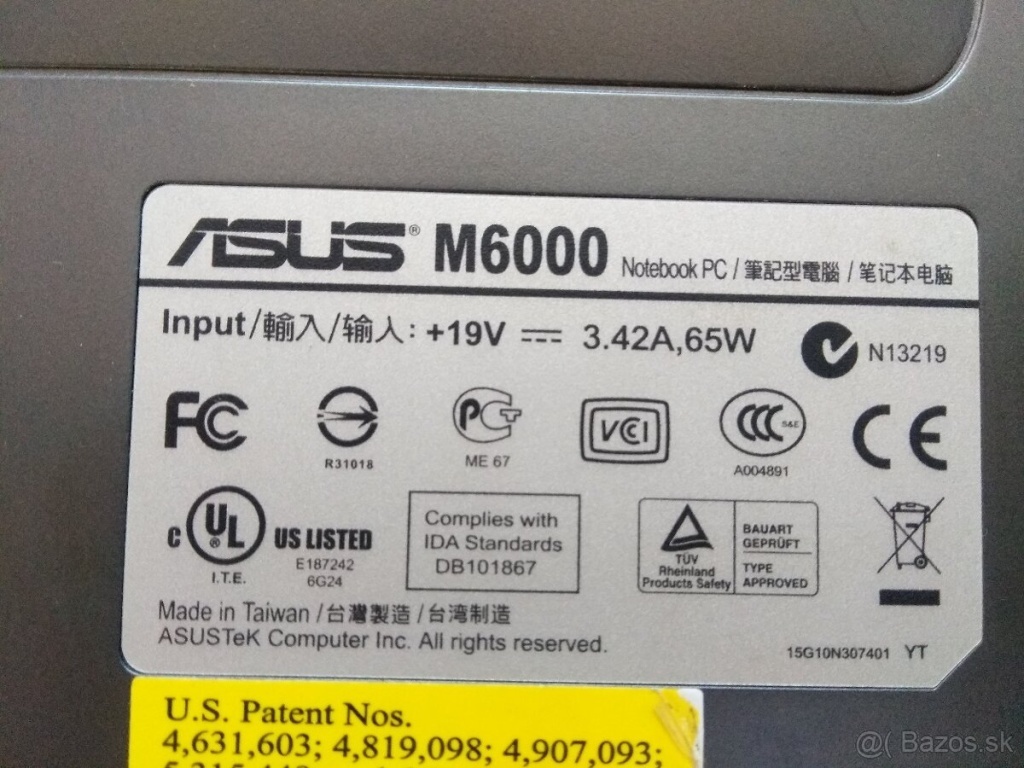 ASUS® M6000 Notebook PC / 筆記型電腦 / 笔记本电脑
Input/輸入/输入: +19V ⎓ 3.42A,65W N13219
FC PCT VCI CCC S&E CE
R31018 ME 67 A004891
C UL® US LISTED
I.T.E. E187242
6G24
Complies with
IDA Standards
DB101867
TÜV
Rheinland
Products Safety
BAUART
GEPRÜFT
TYPE
APPROVED
Made in Taiwan / 台灣製造 / 台湾制造
ASUSTeK Computer Inc. All rights reserved.
15G10N307401 YT
U.S. Patent Nos.
4,631,603; 4,819,098; 4,907,093;
@( Bazos.sk